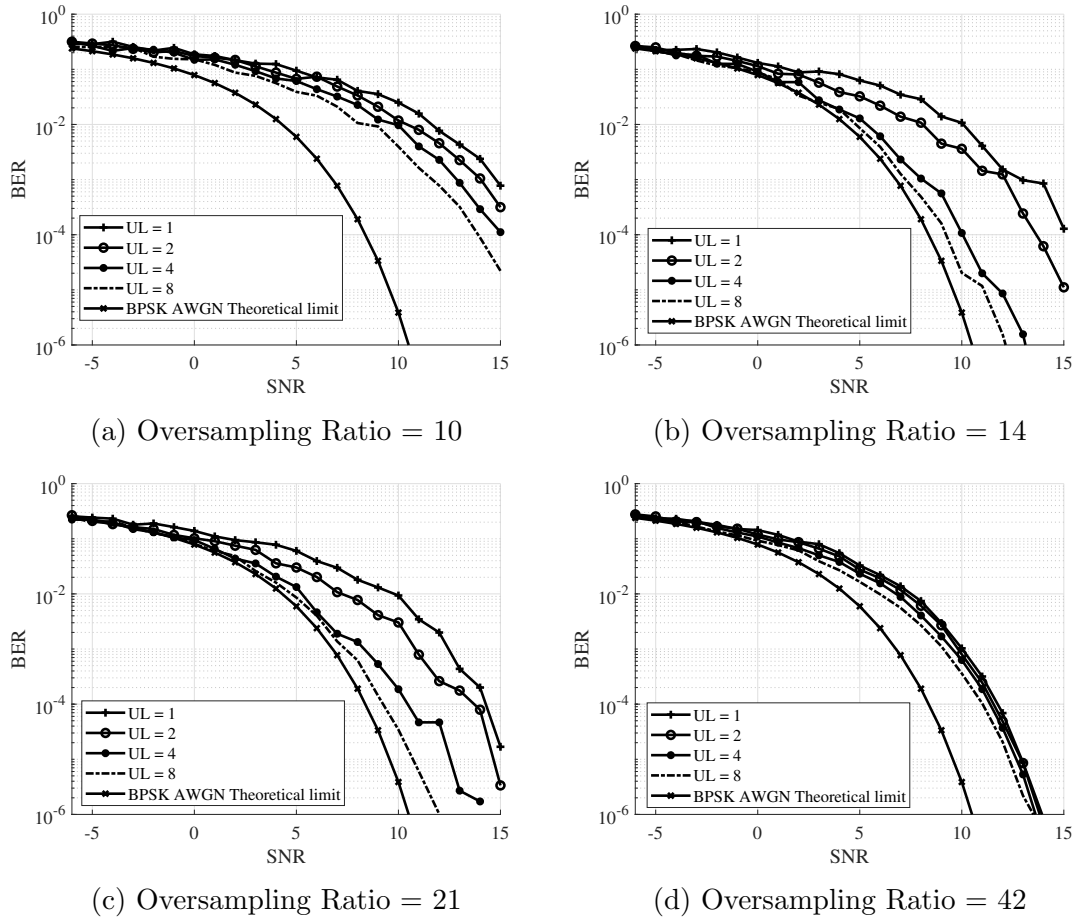 10^0
10^-2
10^-4
10^-6
BER
-5 0 5 10 15
SNR
UL = 1
UL = 2
UL = 4
UL = 8
BPSK AWGN Theoretical limit
(a) Oversampling Ratio = 10
10^0
10^-2
10^-4
10^-6
BER
-5 0 5 10 15
SNR
UL = 1
UL = 2
UL = 4
UL = 8
BPSK AWGN Theoretical limit
(b) Oversampling Ratio = 14
10^0
10^-2
10^-4
10^-6
BER
-5 0 5 10 15
SNR
UL = 1
UL = 2
UL = 4
UL = 8
BPSK AWGN Theoretical limit
(c) Oversampling Ratio = 21
10^0
10^-2
10^-4
10^-6
BER
-5 0 5 10 15
SNR
UL = 1
UL = 2
UL = 4
UL = 8
BPSK AWGN Theoretical limit
(d) Oversampling Ratio = 42